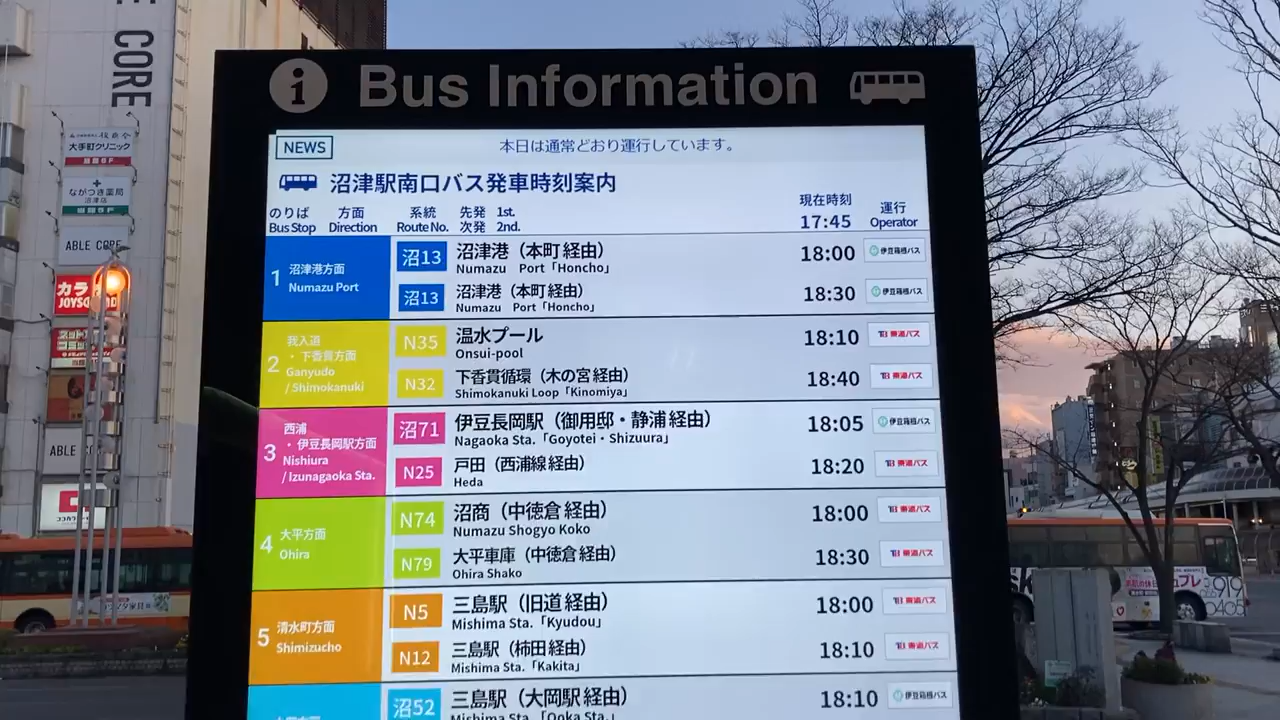 CORE
大手町クリニック
ながつき薬局
沼津店
ABLE CORE
カラ
JOYSOUND
ABLE
i Bus Information
NEWS 本日は通常どおり運行しています。
沼津駅南口バス発車時刻案内
現在時刻 運行
のりば 方面 系統 先発 1st.
Bus Stop Direction Route No. 次発 2nd. 17:45 Operator
1 沼津港方面
Numazu Port
沼13 沼津港（本町経由） 18:00 伊豆箱根バス
Numazu Port「Honcho」
沼13 沼津港（本町経由） 18:30 伊豆箱根バス
Numazu Port「Honcho」
2 我入道
・下香貫方面
Ganyudo
/Shimokanuki
N35 温水プール 18:10 東海バス
Onsui-pool
N32 下香貫循環（木の宮経由） 18:40 東海バス
Shimokanuki Loop「Kinomiya」
3 西浦
・伊豆長岡駅方面
Nishiura
/Izunagaoka Sta.
沼71 伊豆長岡駅（御用邸・静浦経由） 18:05 伊豆箱根バス
Nagaoka Sta.「Goyotei・Shizuura」
N25 戸田（西浦線経由） 18:20 東海バス
Heda
4 大平方面
Ohira
N74 沼商（中徳倉経由） 18:00 東海バス
Numazu Shogyo Koko
N79 大平車庫（中徳倉経由） 18:30 東海バス
Ohira Shako
5 清水町方面
Shimizucho
N5 三島駅（旧道経由） 18:00 東海バス
Mishima Sta.「Kyudou」
N12 三島駅（柿田経由） 18:10 東海バス
Mishima Sta.「Kakita」
沼52 三島駅（大岡駅経由） 18:10 伊豆箱根バス
Mishima Sta.「Ooka Sta.」